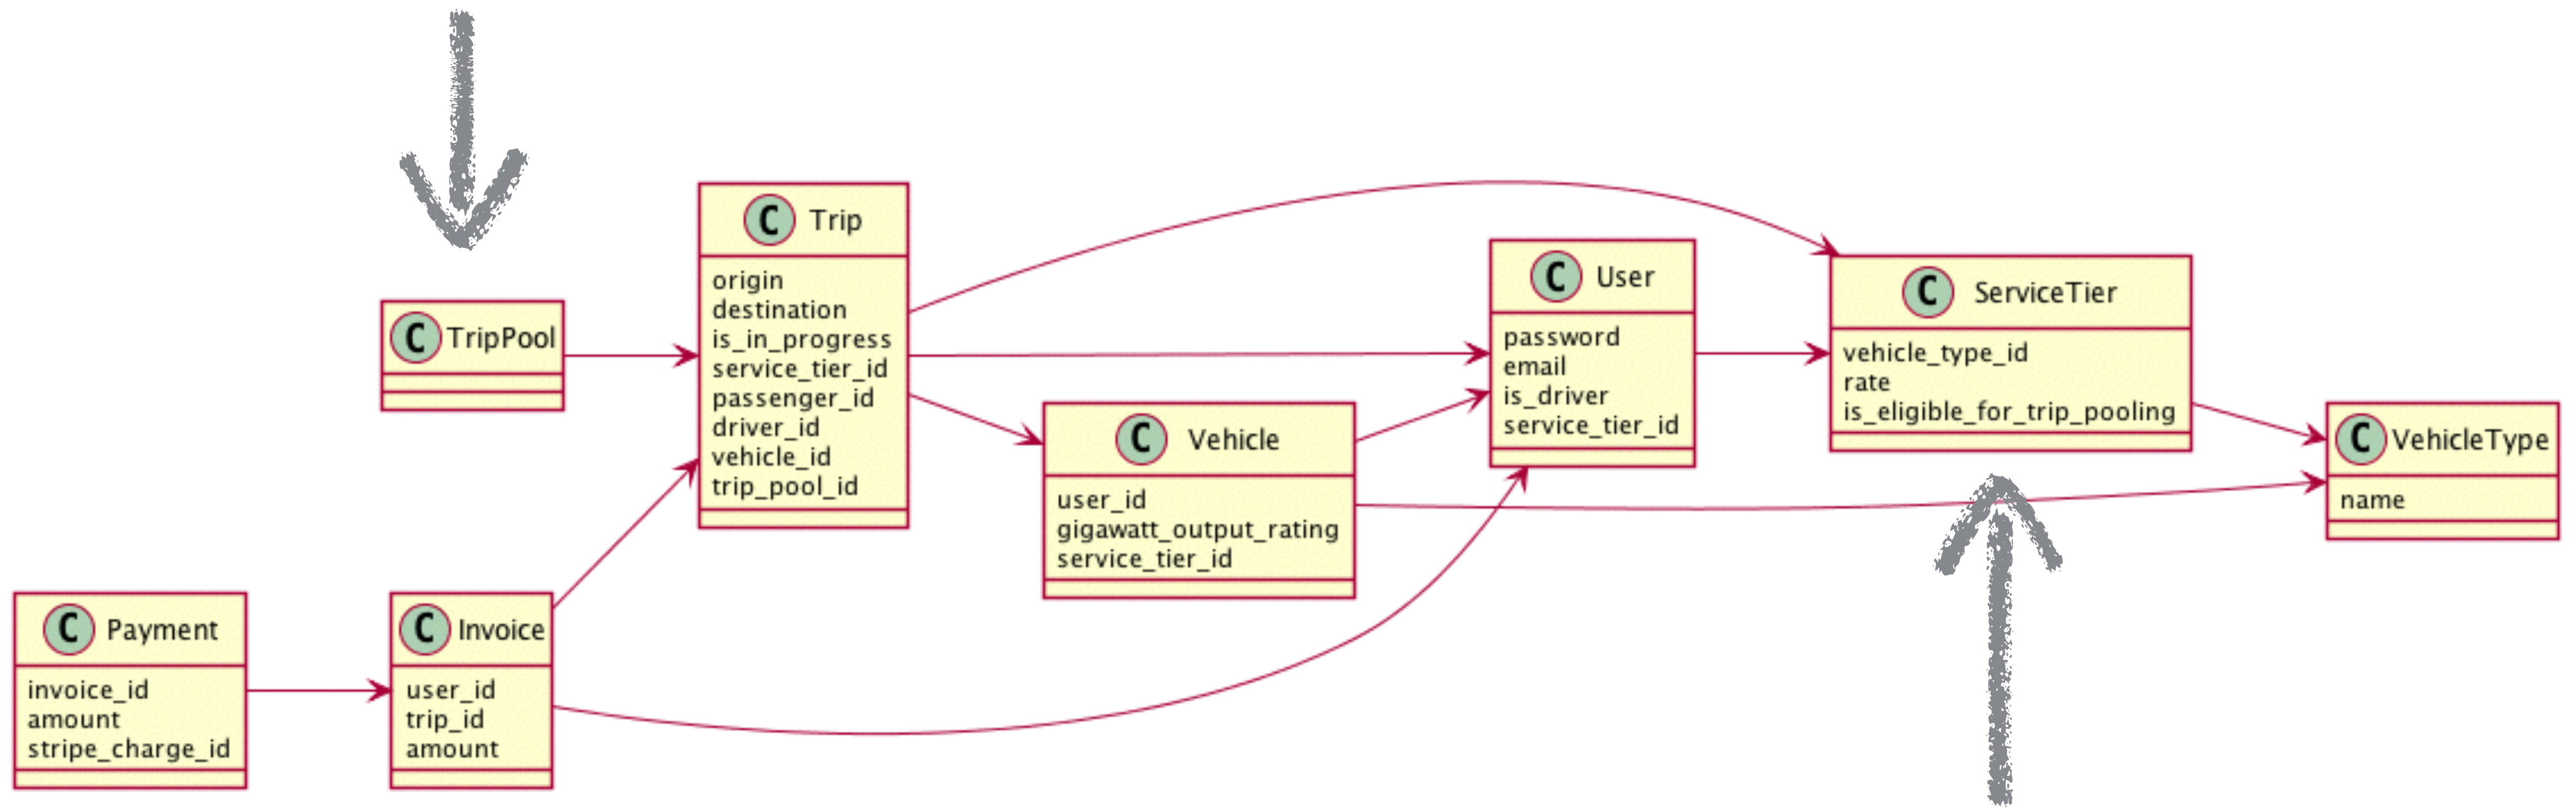 C TripPool
C Trip
origin
destination
is_in_progress
service_tier_id
passenger_id
driver_id
vehicle_id
trip_pool_id
C User
password
email
is_driver
service_tier_id
C ServiceTier
vehicle_type_id
rate
is_eligible_for_trip_pooling
C Vehicle
user_id
gigawatt_output_rating
service_tier_id
C VehicleType
name
C Payment
invoice_id
amount
stripe_charge_id
C Invoice
user_id
trip_id
amount